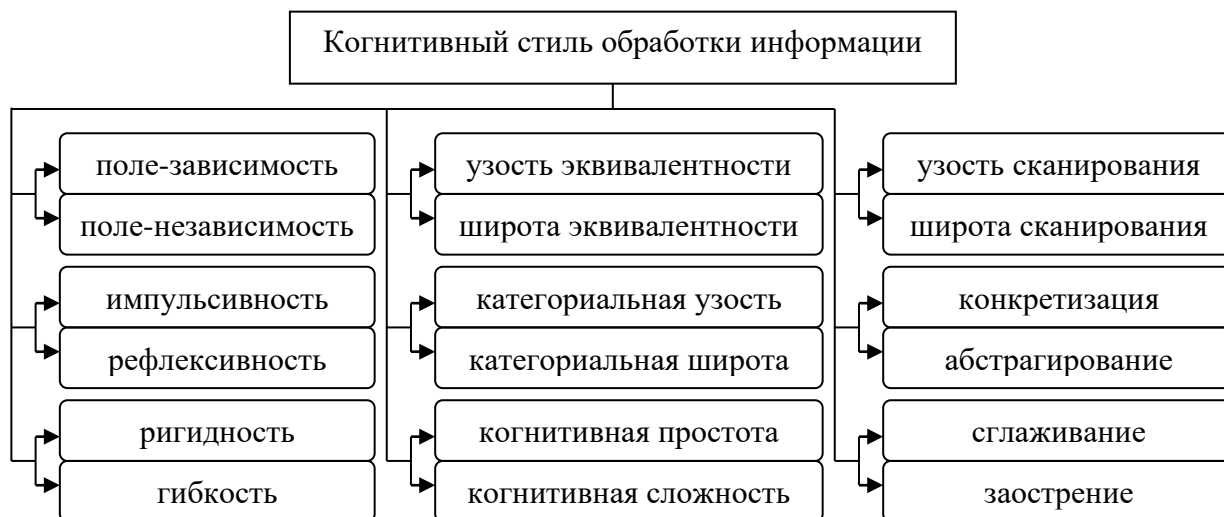 Когнитивный стиль обработки информации
поле-зависимость
поле-независимость
импульсивность
рефлексивность
ригидность
гибкость
узость эквивалентности
широта эквивалентности
категориальная узость
категориальная широта
когнитивная простота
когнитивная сложность
узость сканирования
широта сканирования
конкретизация
абстрагирование
сглаживание
заострение